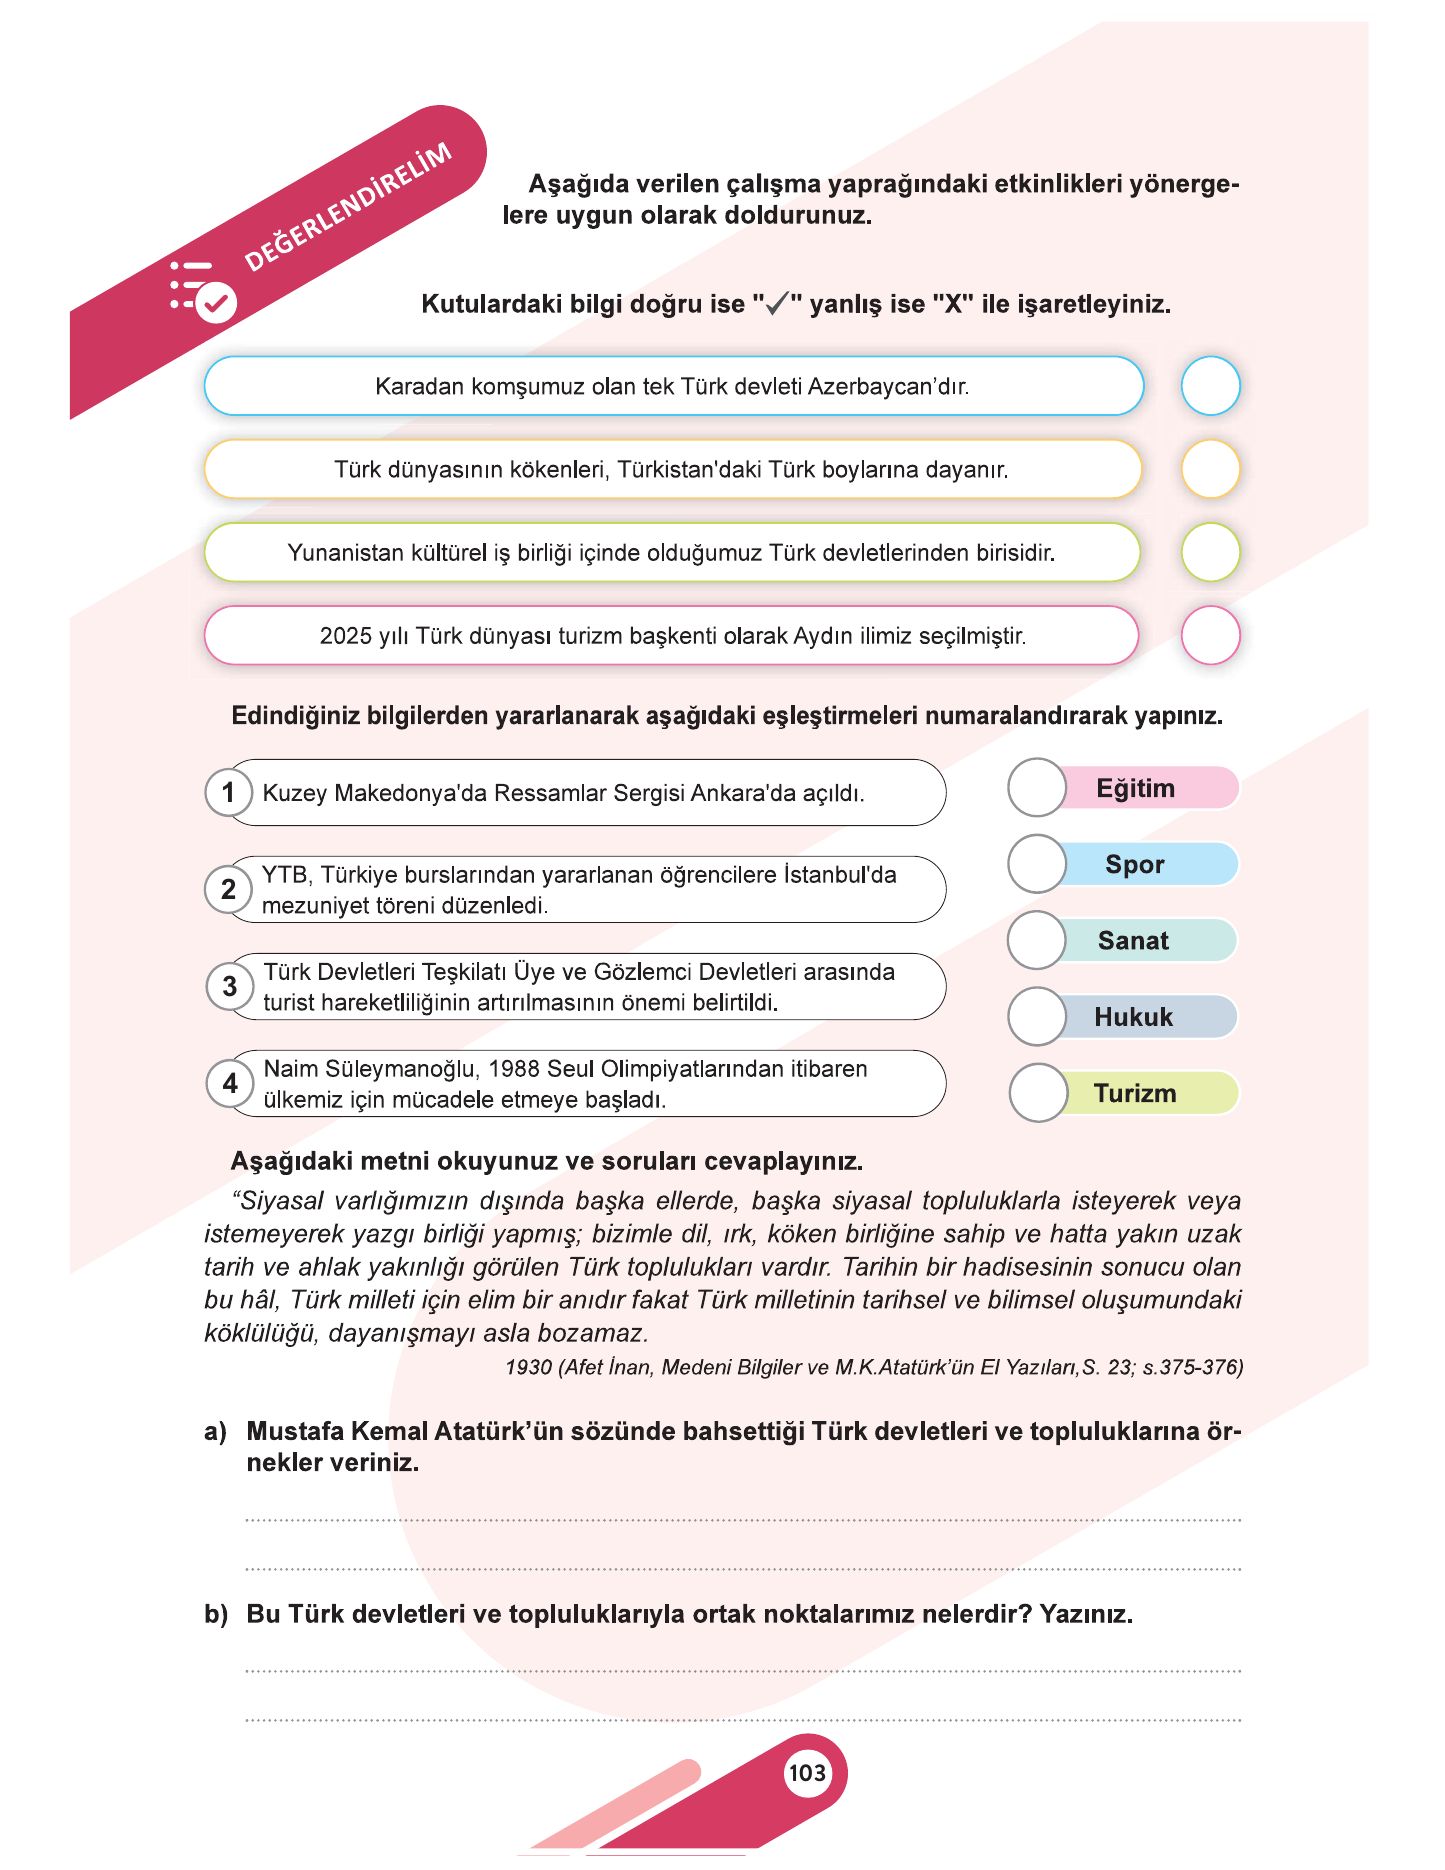 DEĞERLENDİRELİM
Aşağıda verilen çalışma yaprağındaki etkinlikleri yönerge-
lere uygun olarak doldurunuz.
Kutulardaki bilgi doğru ise "✓" yanlış ise "X" ile işaretleyiniz.
Karadan komşumuz olan tek Türk devleti Azerbaycan’dır.
Türk dünyasının kökenleri, Türkistan'daki Türk boylarına dayanır.
Yunanistan kültürel iş birliği içinde olduğumuz Türk devletlerinden birisidir.
2025 yılı Türk dünyası turizm başkenti olarak Aydın ilimiz seçilmiştir.
Edindiğiniz bilgilerden yararlanarak aşağıdaki eşleştirmeleri numaralandırarak yapınız.
1 Kuzey Makedonya'da Ressamlar Sergisi Ankara'da açıldı.
Eğitim
2 YTB, Türkiye burslarından yararlanan öğrencilere İstanbul'da
mezuniyet töreni düzenledi.
Spor
Sanat
3 Türk Devletleri Teşkilatı Üye ve Gözlemci Devletleri arasında
turist hareketliliğinin artırılmasının önemi belirtildi.
Hukuk
4 Naim Süleymanoğlu, 1988 Seul Olimpiyatlarından itibaren
ülkemiz için mücadele etmeye başladı.
Turizm
Aşağıdaki metni okuyunuz ve soruları cevaplayınız.
“Siyasal varlığımızın dışında başka ellerde, başka siyasal topluluklarla isteyerek veya
istemeyerek yazgı birliği yapmış; bizimle dil, ırk, köken birliğine sahip ve hatta yakın uzak
tarih ve ahlak yakınlığı görülen Türk toplulukları vardır. Tarihin bir hadisesinin sonucu olan
bu hâl, Türk milleti için elim bir anıdır fakat Türk milletinin tarihsel ve bilimsel oluşumundaki
köklülüğü, dayanışmayı asla bozamaz.
1930 (Afet İnan, Medeni Bilgiler ve M.K.Atatürk’ün El Yazıları,S. 23; s.375-376)
a) Mustafa Kemal Atatürk’ün sözünde bahsettiği Türk devletleri ve topluluklarına ör-
nekler veriniz.
b) Bu Türk devletleri ve topluluklarıyla ortak noktalarımız nelerdir? Yazınız.
103